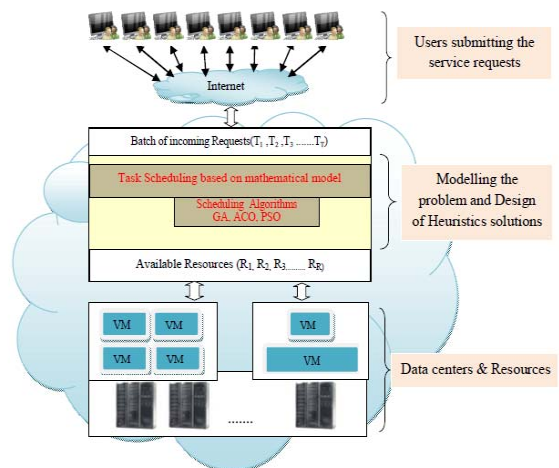 Users submitting the
service requests
Internet
Batch of incoming Requests(T1 ,T2 ,T3 ........TT)
Task Scheduling based on mathematical model
Scheduling Algorithms
GA, ACO, PSO
Modelling the
problem and Design
of Heuristics solutions
Available Resources (R1, R2, R3........ RR)
VM
VM
VM
VM
VM
VM
Data centers & Resources
.......